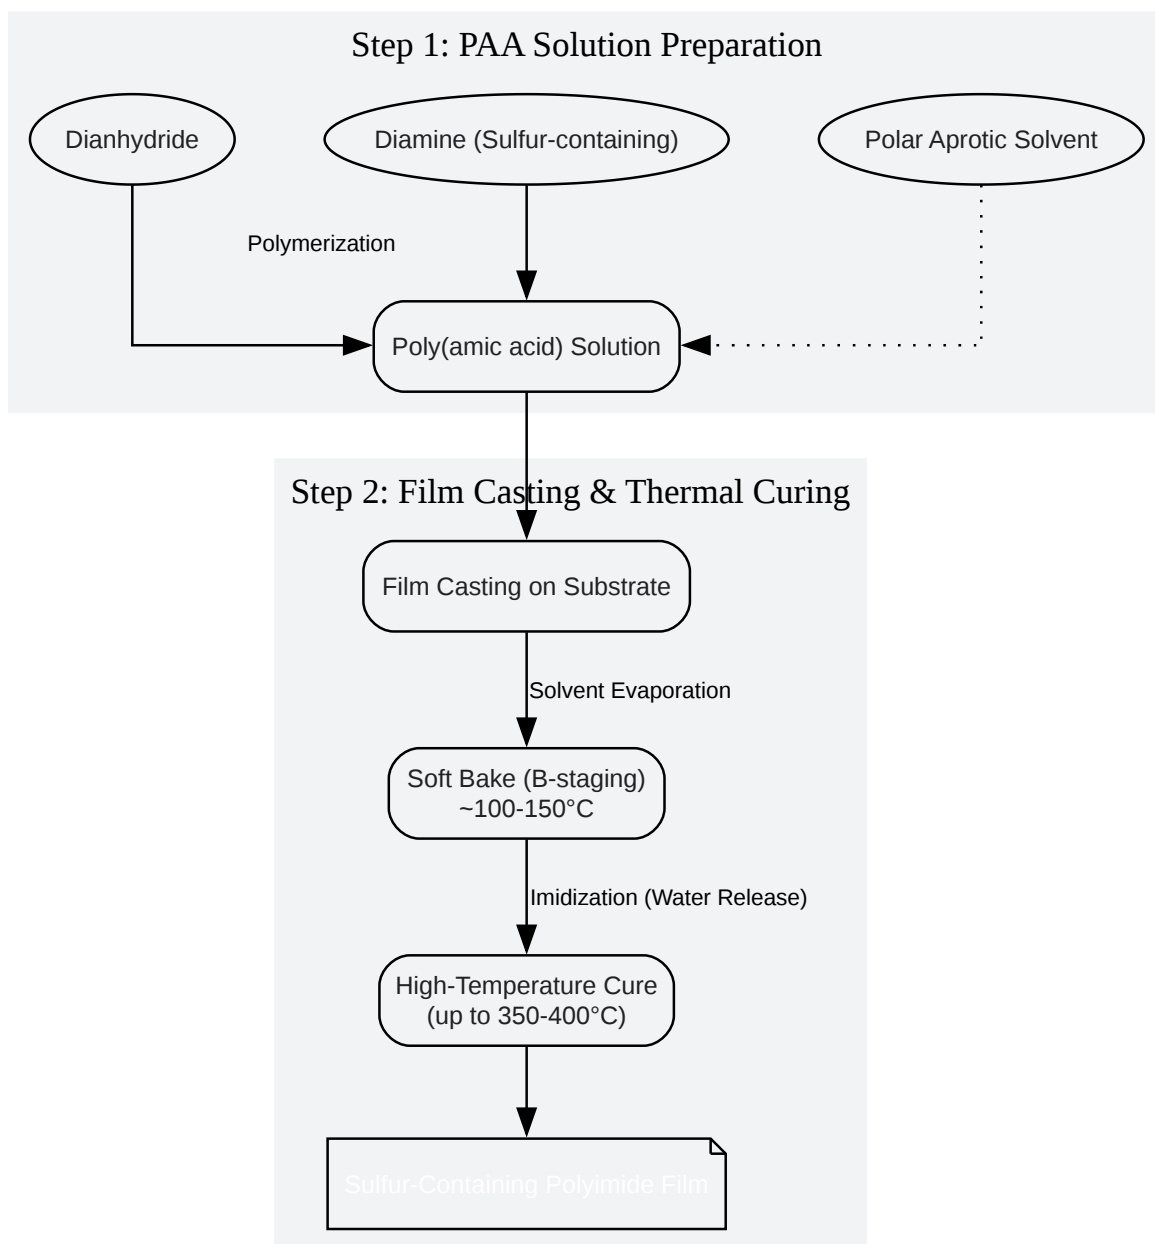 Step 1: PAA Solution Preparation
Dianhydride
Diamine (Sulfur-containing)
Polar Aprotic Solvent
Polymerization
Poly(amic acid) Solution
Step 2: Film Casting & Thermal Curing
Film Casting on Substrate
Solvent Evaporation
Soft Bake (B-staging)
~100-150°C
Imidization (Water Release)
High-Temperature Cure
(up to 350-400°C)
Sulfur-Containing Polyimide Film